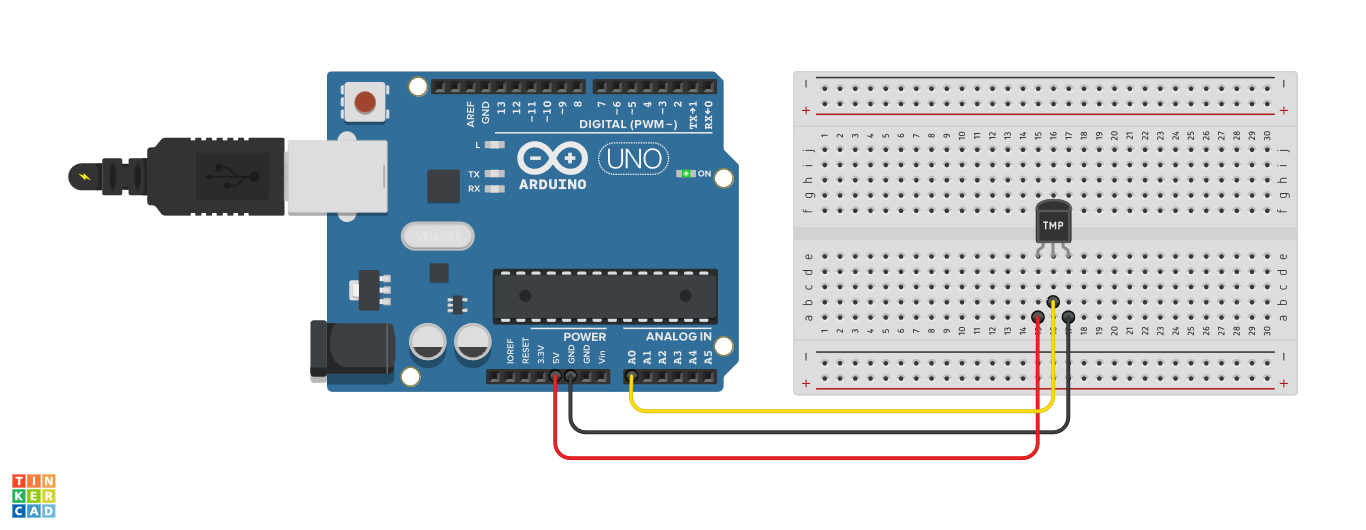 AREF
GND
13
12
~11
~10
~9
8
7
~6
~5
4
~3
2
TX→1
RX←0
DIGITAL (PWM~)
L
TX
RX
ARDUINO
UNO
ON
POWER
ANALOG IN
IOREF
RESET
3.3V
5V
GND
GND
Vin
A0
A1
A2
A3
A4
A5
TMP
− −
+ +
1 2 3 4 5 6 7 8 9 10 11 12 13 14 15 16 17 18 19 20 21 22 23 24 25 26 27 28 29 30
j j
i i
h h
g g
f f
e e
d d
c c
b b
a a
1 2 3 4 5 6 7 8 9 10 11 12 13 14 18 19 20 21 22 23 24 25 26 27 28 29 30
− −
+ +
TIN
KER
CAD